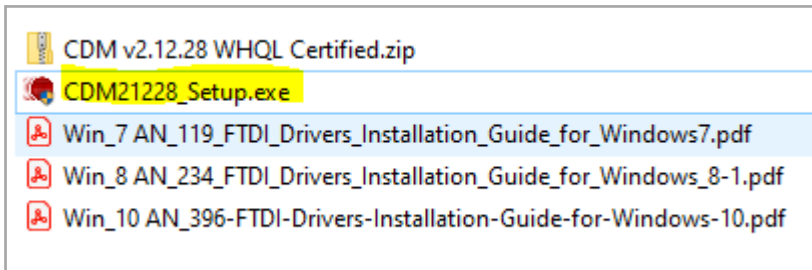 CDM v2.12.28 WHQL Certified.zip
CDM21228_Setup.exe
Win_7 AN_119_FTDI_Drivers_Installation_Guide_for_Windows7.pdf
Win_8 AN_234_FTDI_Drivers_Installation_Guide_for_Windows_8-1.pdf
Win_10 AN_396-FTDI-Drivers-Installation-Guide-for-Windows-10.pdf